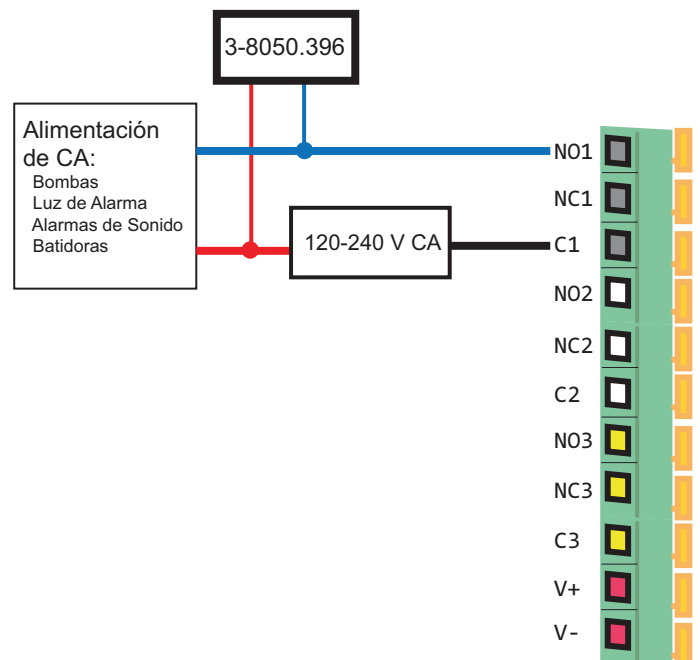 3-8050.396
Alimentación
de CA:
Bombas
Luz de Alarma
Alarmas de Sonido
Batidoras
120-240 V CA
NO1
NC1
C1
NO2
NC2
C2
NO3
NC3
C3
V+
V-